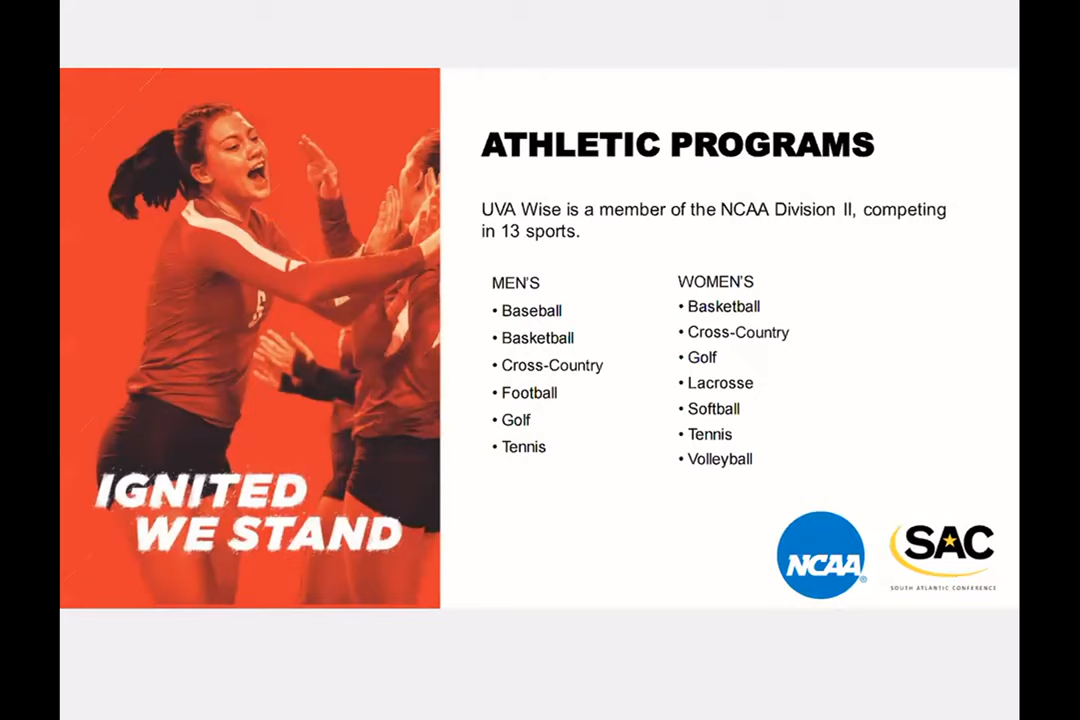 ATHLETIC PROGRAMS
UVA Wise is a member of the NCAA Division II, competing
in 13 sports.
MEN'S
• Baseball
• Basketball
• Cross-Country
• Football
• Golf
• Tennis
WOMEN'S
• Basketball
• Cross-Country
• Golf
• Lacrosse
• Softball
• Tennis
• Volleyball
IGNITED
WE STAND
NCAA®
SAC
SOUTH ATLANTIC CONFERENCE